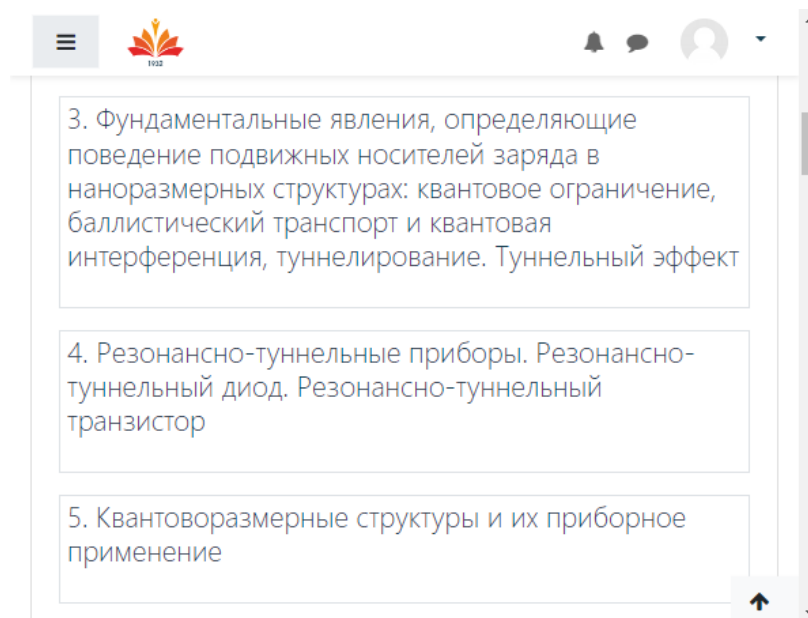 1932
3. Фундаментальные явления, определяющие
поведение подвижных носителей заряда в
наноразмерных структурах: квантовое ограничение,
баллистический транспорт и квантовая
интерференция, туннелирование. Туннельный эффект
4. Резонансно-туннельные приборы. Резонансно-
туннельный диод. Резонансно-туннельный
транзистор
5. Квантоворазмерные структуры и их приборное
применение